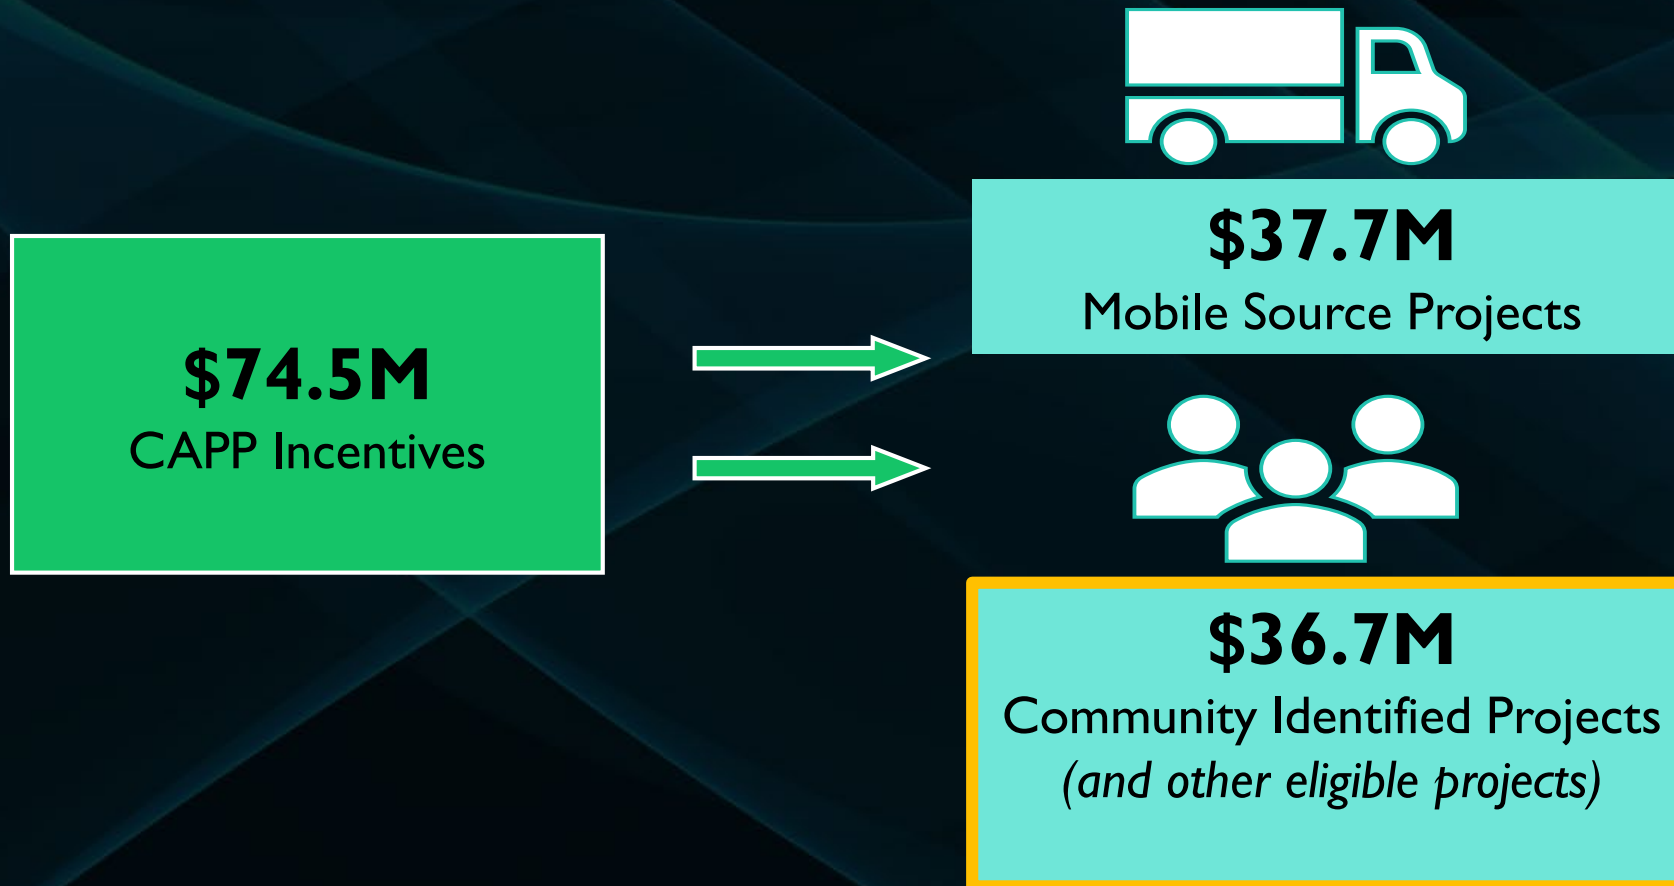 $74.5M
CAPP Incentives
$37.7M
Mobile Source Projects
$36.7M
Community Identified Projects
(and other eligible projects)